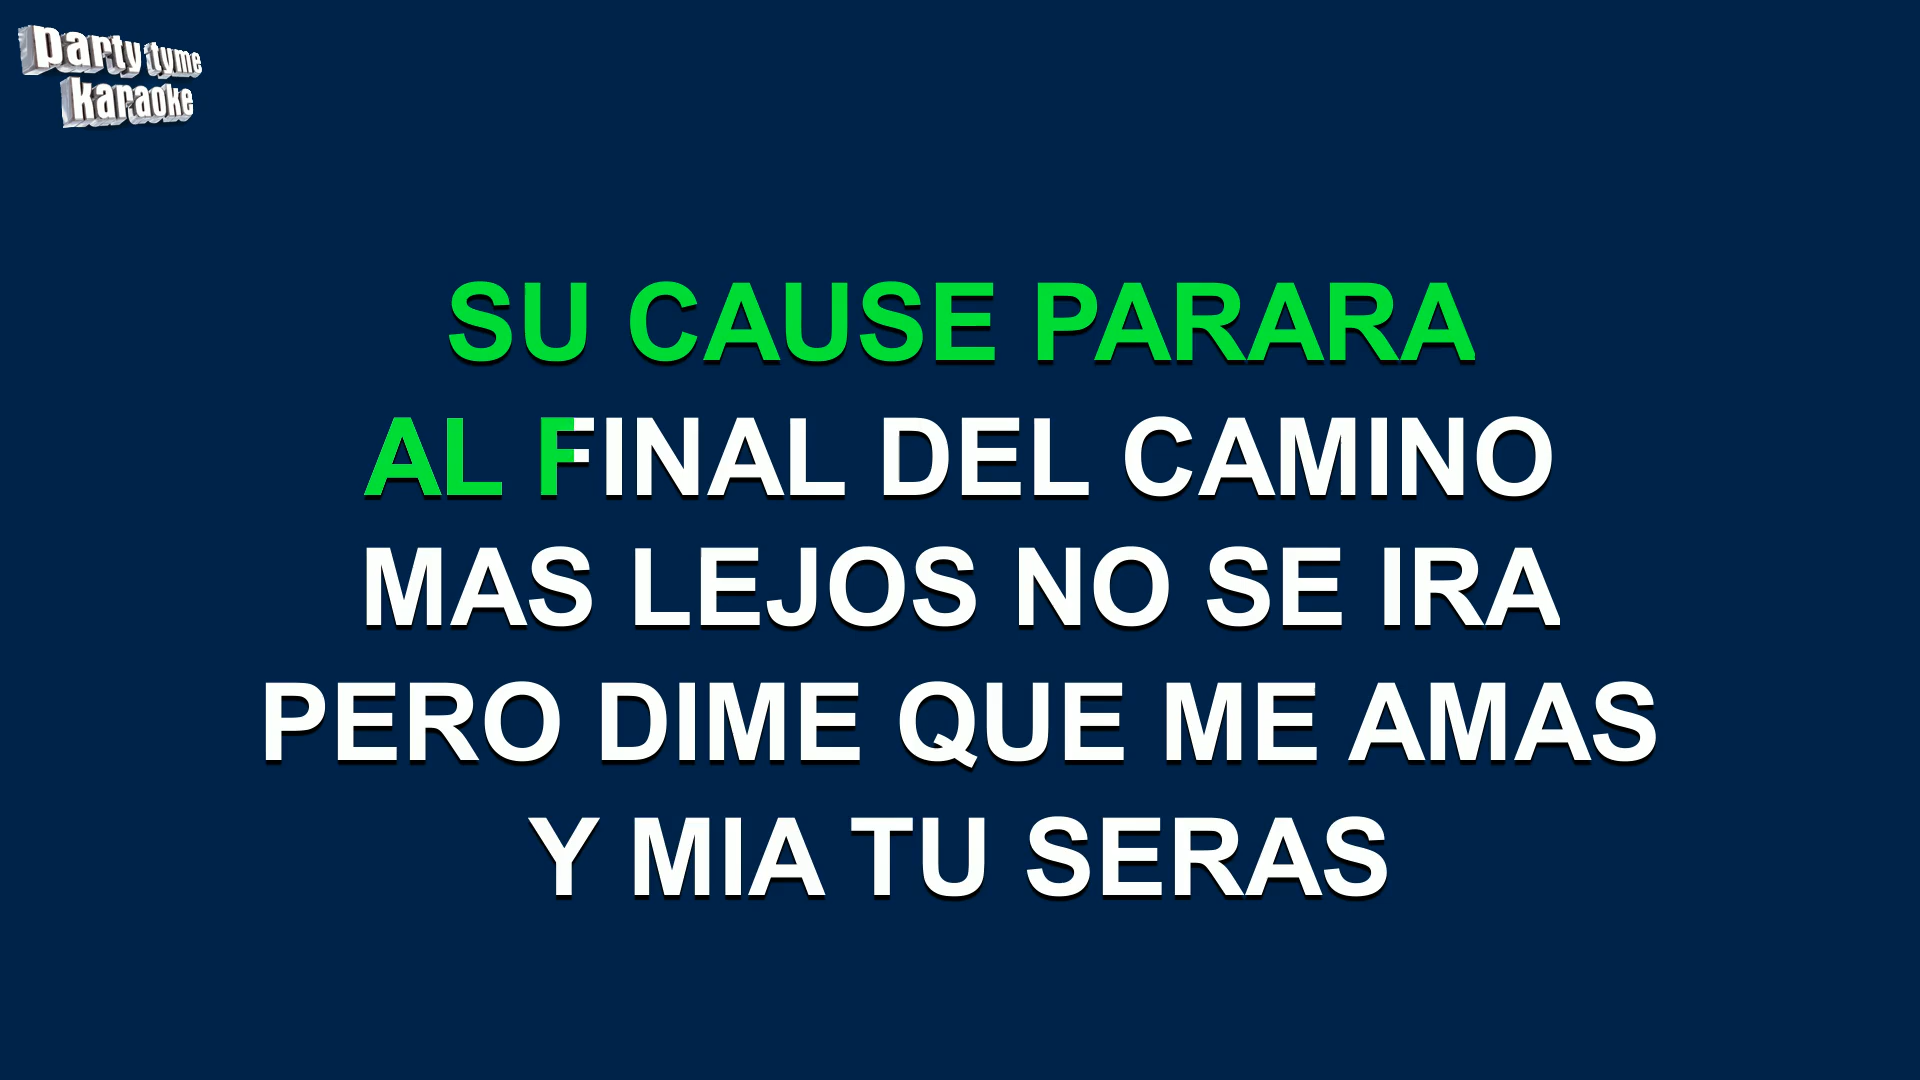 party tyme
karaoke
SU CAUSE PARARA
AL FINAL DEL CAMINO
MAS LEJOS NO SE IRA
PERO DIME QUE ME AMAS
Y MIA TU SERAS